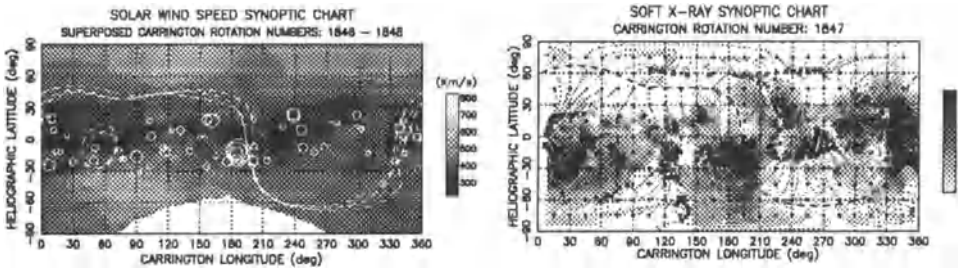 SOLAR WIND SPEED SYNOPTIC CHART
SUPERPOSED CARRINGTON ROTATION NUMBERS: 1846 - 1848
(Km/s)
HELIOGRAPHIC LATITUDE (deg)
90
60
30
0
-30
-60
-90
0 30 60 90 120 150 180 210 240 270 300 330 360
CARRINGTON LONGITUDE (deg)
800
700
600
500
400
300
SOFT X-RAY SYNOPTIC CHART
CARRINGTON ROTATION NUMBER: 1847
HELIOGRAPHIC LATITUDE (deg)
90
60
30
0
-30
-60
-90
0 30 60 90 120 150 180 210 240 270 300 330 360
CARRINGTON LONGITUDE (deg)